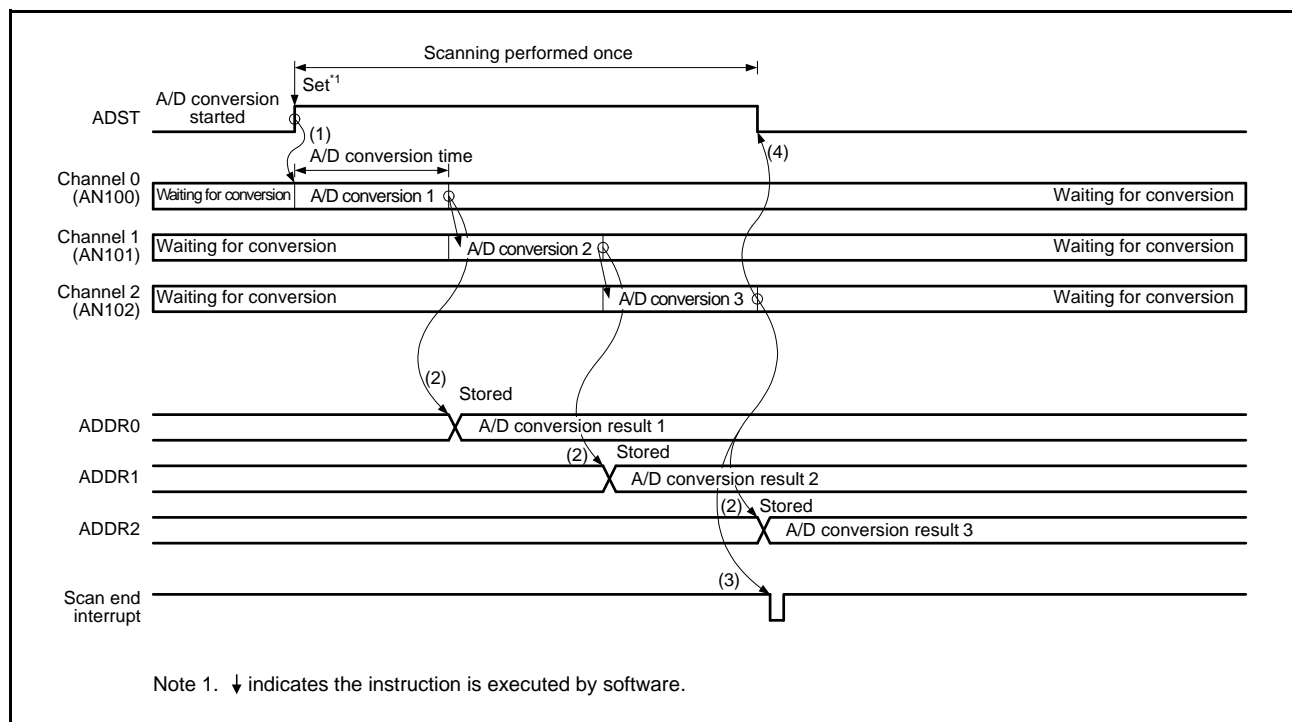 Scanning performed once
Set*1
A/D conversion
started
ADST
(1)
A/D conversion time
(4)
Channel 0
(AN100)
Waiting for conversion
A/D conversion 1
Waiting for conversion
Channel 1
(AN101)
Waiting for conversion
A/D conversion 2
Waiting for conversion
Channel 2
(AN102)
Waiting for conversion
A/D conversion 3
Waiting for conversion
(2)
Stored
ADDR0
A/D conversion result 1
(2)
Stored
ADDR1
A/D conversion result 2
(2)
Stored
ADDR2
A/D conversion result 3
(3)
Scan end
interrupt
Note 1. ↓ indicates the instruction is executed by software.